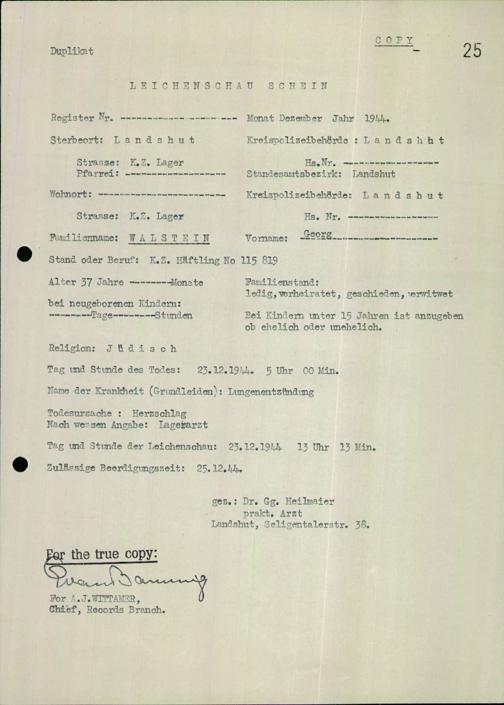 COPY
25
Duplikat
LEICHENSCHAU SCHEIN
Register Nr. ------------------- Monat Dezember Jahr 1944.
Sterbeort: Landshut Kreispolizeibehörde : Landshht
Strasse: K.Z. Lager Hs.Nr. ---------------
Pfarrei: ---------------- Standesamtsbezirk: Landshut
Wohnort: -------------------- Kreispolizeibehörde: Landshut
Strasse: K.Z. Lager Hs. Nr. ---------------
Familienname: WALSTEIN Vorname: Georg----------------
Stand oder Beruf: K.Z. Häftling No 115 819
Alter 37 Jahre -------Monate Familienstand:
ledig,verheiratet, geschieden, verwitwet
bei neugeborenen Kindern:
-------Tage-------Stunden Bei Kindern unter 15 Jahren ist anzugeben
ob ehelich oder unehelich.
Religion: Jüdisch
Tag und Stunde des Todes: 23.12.1944. 5 Uhr 00 Min.
Name der Krankheit (Grundleiden): Lungenentzündung
Todesursache : Herzschlag
Nach wessen Angabe: Lagerarzt
Tag und Stunde der Leichenschau: 23.12.1944 13 Uhr 13 Min.
Zulässige Beerdigungszeit: 25.12.44.
gez.: Dr. Gg. Heilmaier
prakt. Arzt
Landshut, Seligentalerstr. 38.
For the true copy:
For A.J.WITTAMER,
Chief, Records Branch.